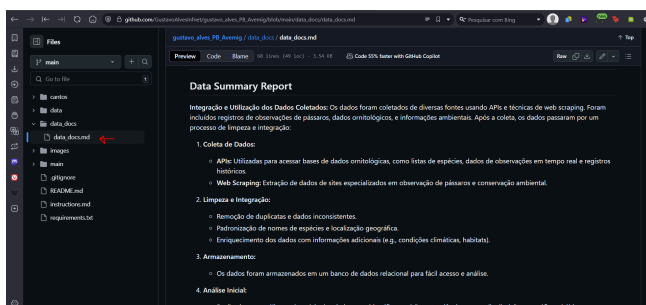 github.com/GustavoAlvesInfnet/gustavo_alves_PB_Avemig/blob/main/data_docs/data_docs.md
Pesquisar com Bing
Files
gustavo_alves_PB_Avemig / data_docs / data_docs.md
Top
main
Preview
Code
Blame
Code 55% faster with GitHub Copilot
Raw
Go to file
t
cantos
data
data_docs
data_docs.md
images
main
.gitignore
README.md
instructions.md
requirements.txt
Data Summary Report
Integração e Utilização dos Dados Coletados: Os dados foram coletados de diversas fontes usando APIs e técnicas de web scraping. Foram
incluídos registros de observações de pássaros, dados ornitológicos, e informações ambientais. Após a coleta, os dados passaram por um
processo de limpeza e integração:
1. Coleta de Dados:
APIs: Utilizadas para acessar bases de dados ornitológicas, como listas de espécies, dados de observações em tempo real e registros
históricos.
Web Scraping: Extração de dados de sites especializados em observação de pássaros e conservação ambiental.
2. Limpeza e Integração:
Remoção de duplicatas e dados inconsistentes.
Padronização de nomes de espécies e localização geográfica.
Enriquecimento dos dados com informações adicionais (e.g., condições climáticas, habitats).
3. Armazenamento:
Os dados foram armazenados em um banco de dados relacional para fácil acesso e análise.
4. Análise Inicial: